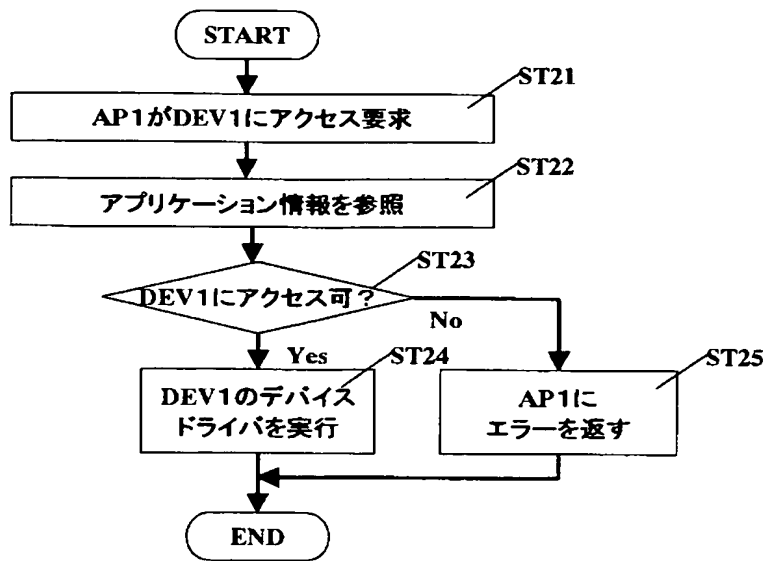 START
ST21
AP1がDEV1にアクセス要求
ST22
アプリケーション情報を参照
ST23
DEV1にアクセス可？
No
Yes
ST24
ST25
DEV1のデバイス
ドライバを実行
AP1に
エラーを返す
END